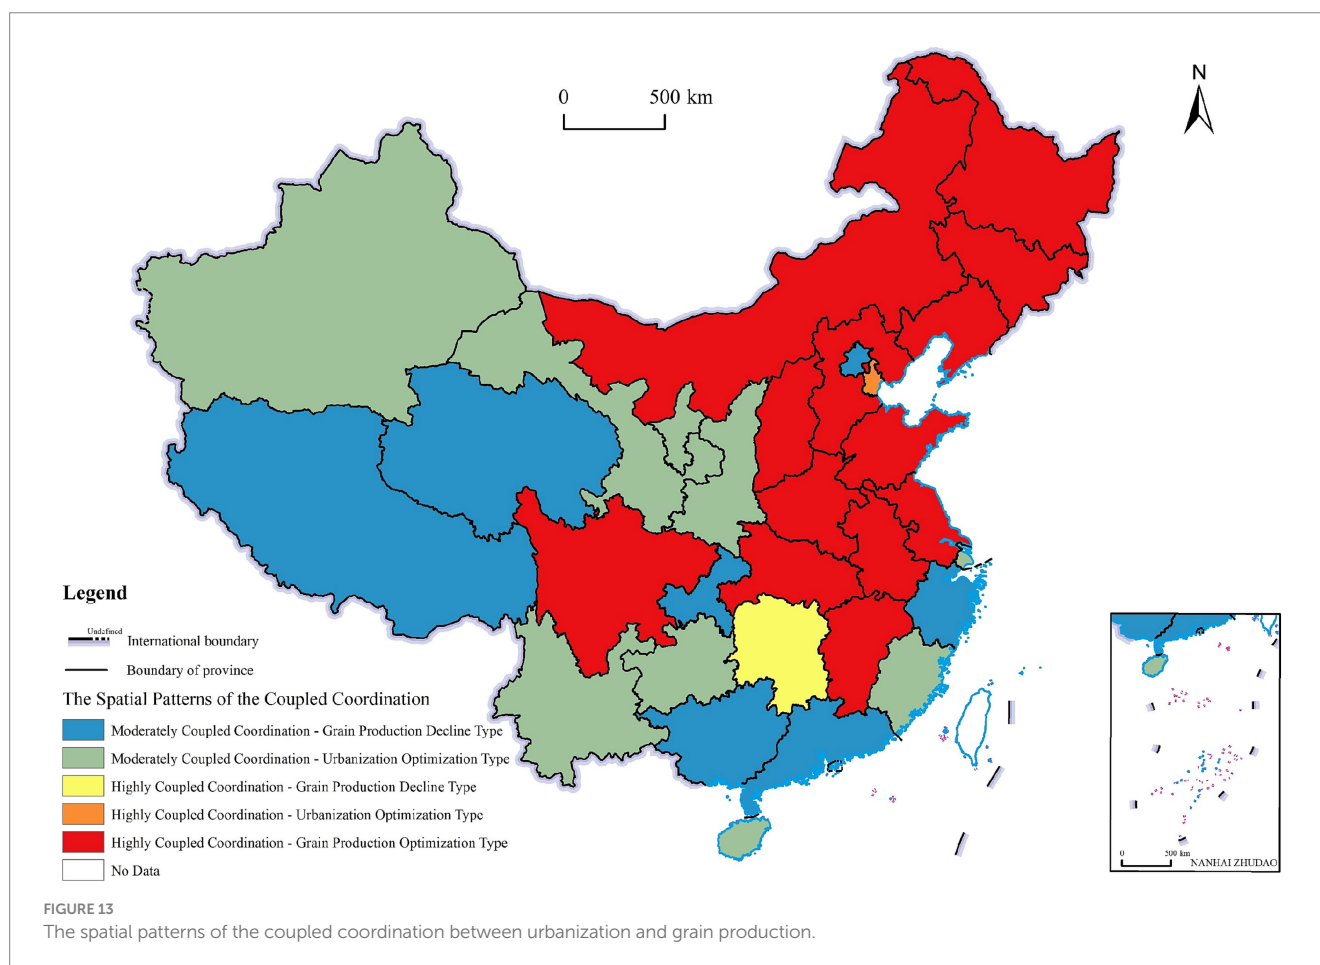 0 500 km
N
Legend
Undefined
International boundary
Boundary of province
The Spatial Patterns of the Coupled Coordination
Moderately Coupled Coordination - Grain Production Decline Type
Moderately Coupled Coordination - Urbanization Optimization Type
Highly Coupled Coordination - Grain Production Decline Type
Highly Coupled Coordination - Urbanization Optimization Type
Highly Coupled Coordination - Grain Production Optimization Type
No Data
0 500 km
NANHAI ZHUDAO
FIGURE 13
The spatial patterns of the coupled coordination between urbanization and grain production.